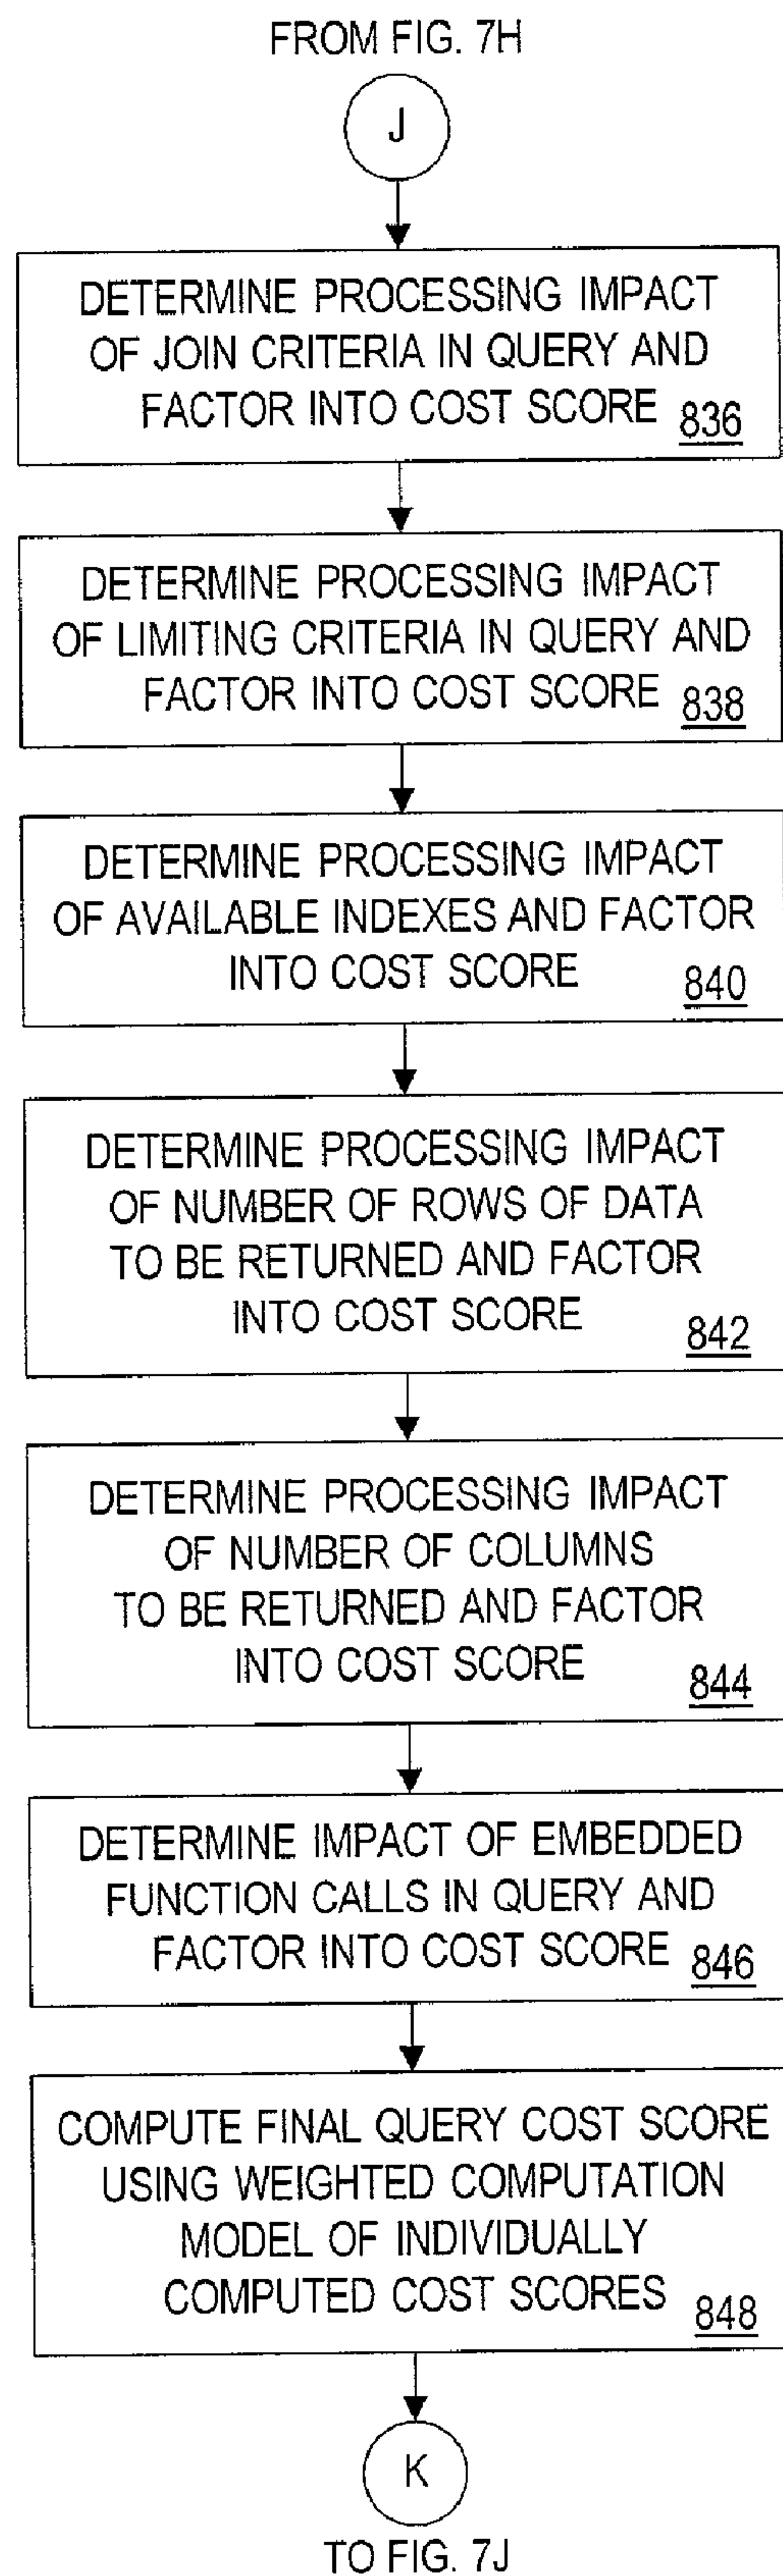 FROM FIG. 7H
J
DETERMINE PROCESSING IMPACT
OF JOIN CRITERIA IN QUERY AND
FACTOR INTO COST SCORE 836
DETERMINE PROCESSING IMPACT
OF LIMITING CRITERIA IN QUERY AND
FACTOR INTO COST SCORE 838
DETERMINE PROCESSING IMPACT
OF AVAILABLE INDEXES AND FACTOR
INTO COST SCORE 840
DETERMINE PROCESSING IMPACT
OF NUMBER OF ROWS OF DATA
TO BE RETURNED AND FACTOR
INTO COST SCORE 842
DETERMINE PROCESSING IMPACT
OF NUMBER OF COLUMNS
TO BE RETURNED AND FACTOR
INTO COST SCORE 844
DETERMINE IMPACT OF EMBEDDED
FUNCTION CALLS IN QUERY AND
FACTOR INTO COST SCORE 846
COMPUTE FINAL QUERY COST SCORE
USING WEIGHTED COMPUTATION
MODEL OF INDIVIDUALLY
COMPUTED COST SCORES 848
K
TO FIG. 7J